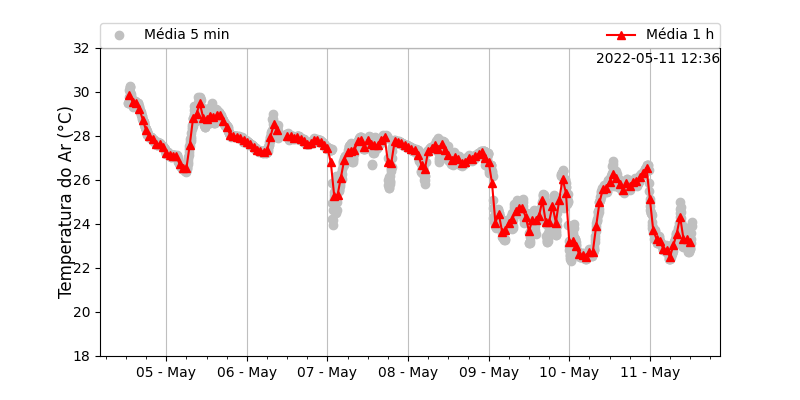 Média 5 min
Média 1 h
2022-05-11 12:36
Temperatura do Ar (°C)
32
30
28
26
24
22
20
18
05 - May
06 - May
07 - May
08 - May
09 - May
10 - May
11 - May